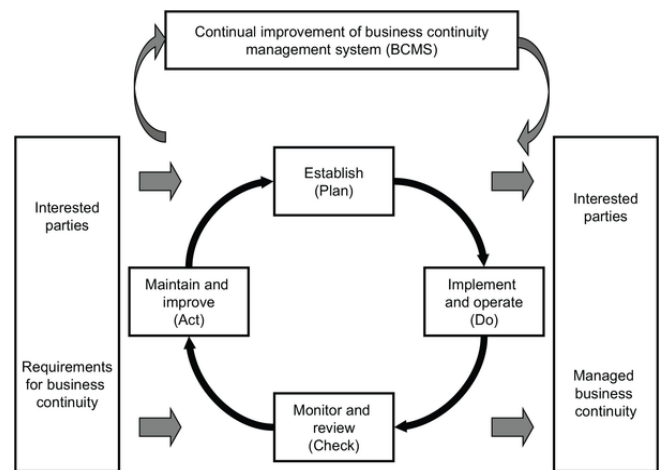 Continual improvement of business continuity
management system (BCMS)
Establish
(Plan)
Interested
parties
Interested
parties
Maintain and
improve
(Act)
Implement
and operate
(Do)
Requirements
for business
continuity
Managed
business
continuity
Monitor and
review
(Check)